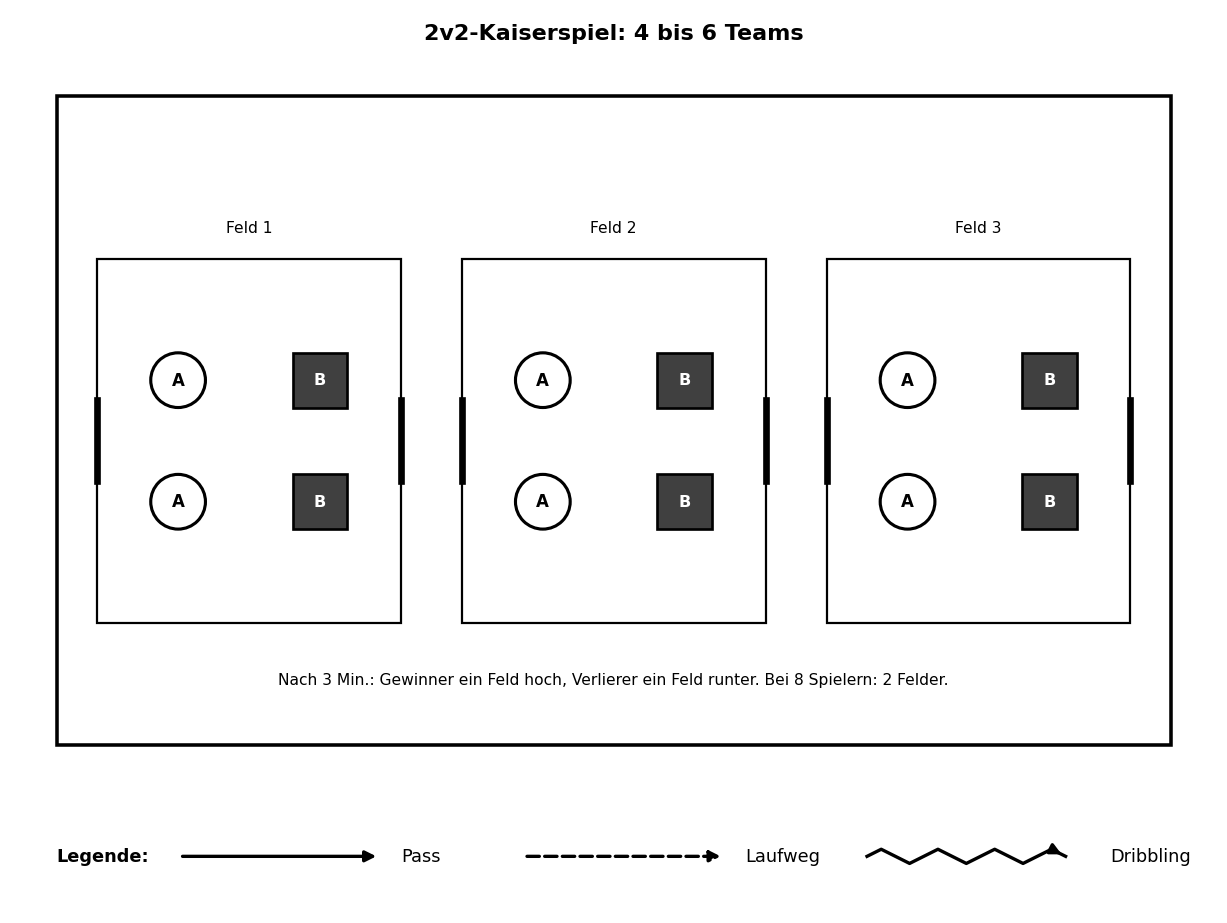 2v2-Kaiserspiel: 4 bis 6 Teams
Feld 1 Feld 2 Feld 3
A B A B A B
A B A B A B
Nach 3 Min.: Gewinner ein Feld hoch, Verlierer ein Feld runter. Bei 8 Spielern: 2 Felder.
Legende: Pass Laufweg Dribbling